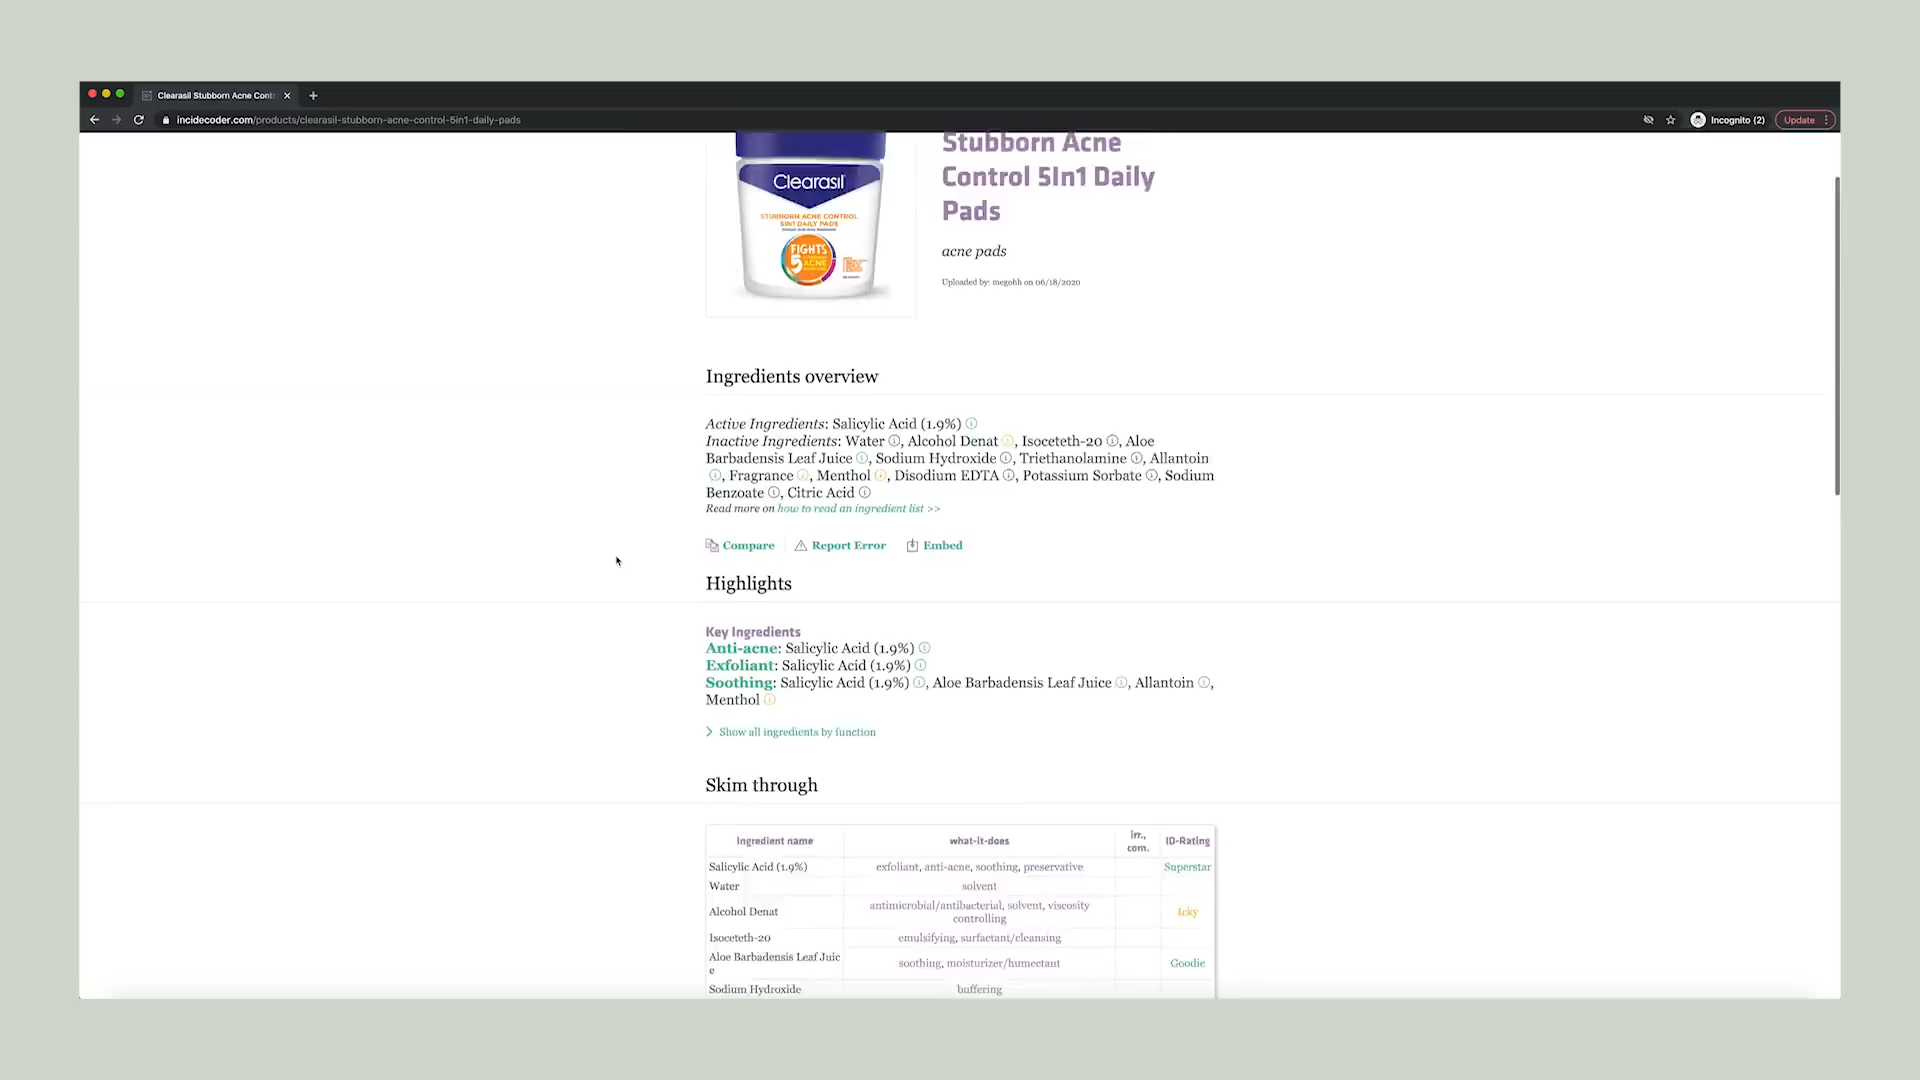 Clearasil Stubborn Acne Cont
incidecoder.com/products/clearasil-stubborn-acne-control-5in1-daily-pads
Incognito (2)
Update
Clearasil
STUBBORN ACNE CONTROL
5IN1 DAILY PADS
FIGHTS
5
ACNE
Stubborn Acne
Control 5In1 Daily
Pads
acne pads
Uploaded by: megohh on 06/18/2020
Ingredients overview
Active Ingredients: Salicylic Acid (1.9%)
Inactive Ingredients: Water, Alcohol Denat, Isoceteth-20, Aloe
Barbadensis Leaf Juice, Sodium Hydroxide, Triethanolamine, Allantoin
, Fragrance, Menthol, Disodium EDTA, Potassium Sorbate, Sodium
Benzoate, Citric Acid
Read more on how to read an ingredient list >>
Compare
Report Error
Embed
Highlights
Key Ingredients
Anti-acne: Salicylic Acid (1.9%)
Exfoliant: Salicylic Acid (1.9%)
Soothing: Salicylic Acid (1.9%), Aloe Barbadensis Leaf Juice, Allantoin,
Menthol
Show all ingredients by function
Skim through
Ingredient name what-it-does irr., com. ID-Rating
Salicylic Acid (1.9%) exfoliant, anti-acne, soothing, preservative Superstar
Water solvent
Alcohol Denat antimicrobial/antibacterial, solvent, viscosity controlling Icky
Isoceteth-20 emulsifying, surfactant/cleansing
Aloe Barbadensis Leaf Juice soothing, moisturizer/humectant Goodie
Sodium Hydroxide buffering